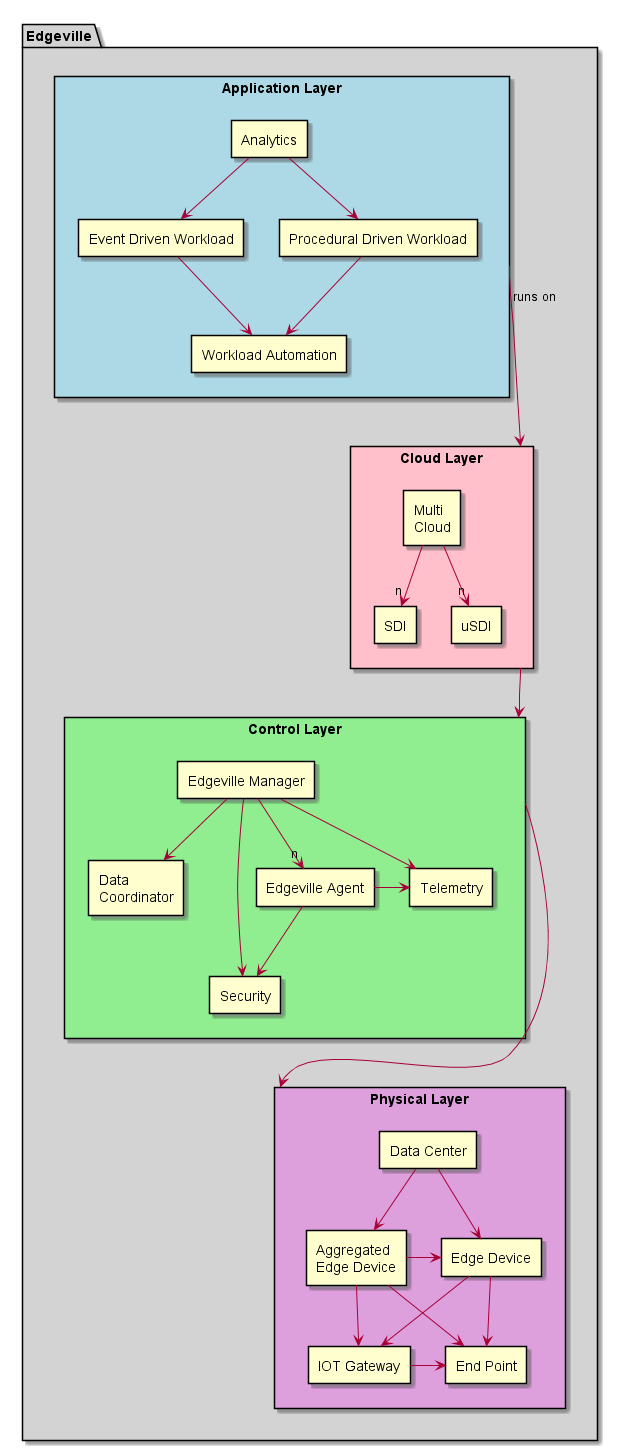 Edgeville
Application Layer
Analytics
Event Driven Workload
Procedural Driven Workload
runs on
Workload Automation
Cloud Layer
Multi
Cloud
n
n
SDI
uSDI
Control Layer
Edgeville Manager
n
Data
Coordinator
Edgeville Agent
Telemetry
Security
Physical Layer
Data Center
Aggregated
Edge Device
Edge Device
IOT Gateway
End Point